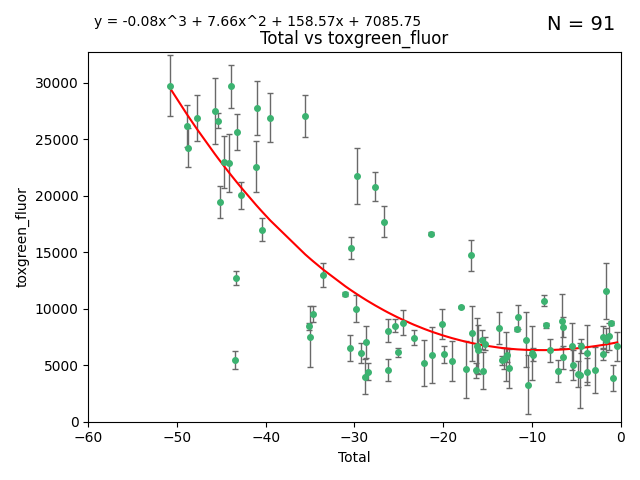 y = -0.08x^3 + 7.66x^2 + 158.57x + 7085.75
N = 91
Total vs toxgreen_fluor
30000
25000
20000
15000
10000
5000
0
toxgreen_fluor
−60
−50
−40
−30
−20
−10
0
Total